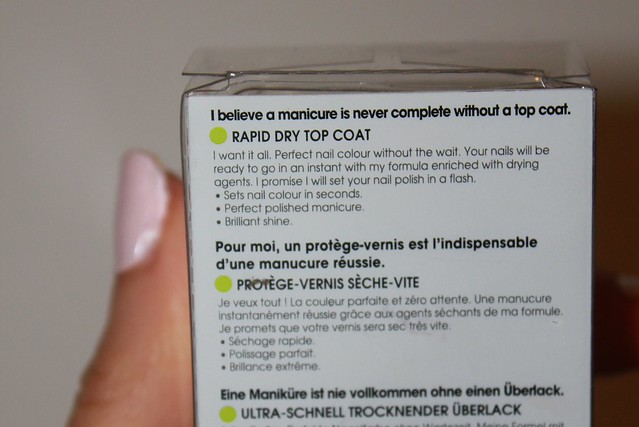 I believe a manicure is never complete without a top coat.
RAPID DRY TOP COAT
I want it all. Perfect nail colour without the wait. Your nails will be
ready to go in an instant with my formula enriched with drying
agents. I promise I will set your nail polish in a flash.
• Sets nail colour in seconds.
• Perfect polished manicure.
• Brilliant shine.
Pour moi, un protège-vernis est l'indispensable
d'une manucure réussie.
PROTÈGE-VERNIS SÈCHE-VITE
Je veux tout ! La couleur parfaite et zéro attente. Une manucure
instantanément réussie grâce aux agents séchants de ma formule.
Je promets que votre vernis sera sec très vite.
• Séchage rapide.
• Polissage parfait.
• Brillance extrême.
Eine Maniküre ist nie vollkommen ohne einen Überlack.
ULTRA-SCHNELL TROCKNENDER ÜBERLACK